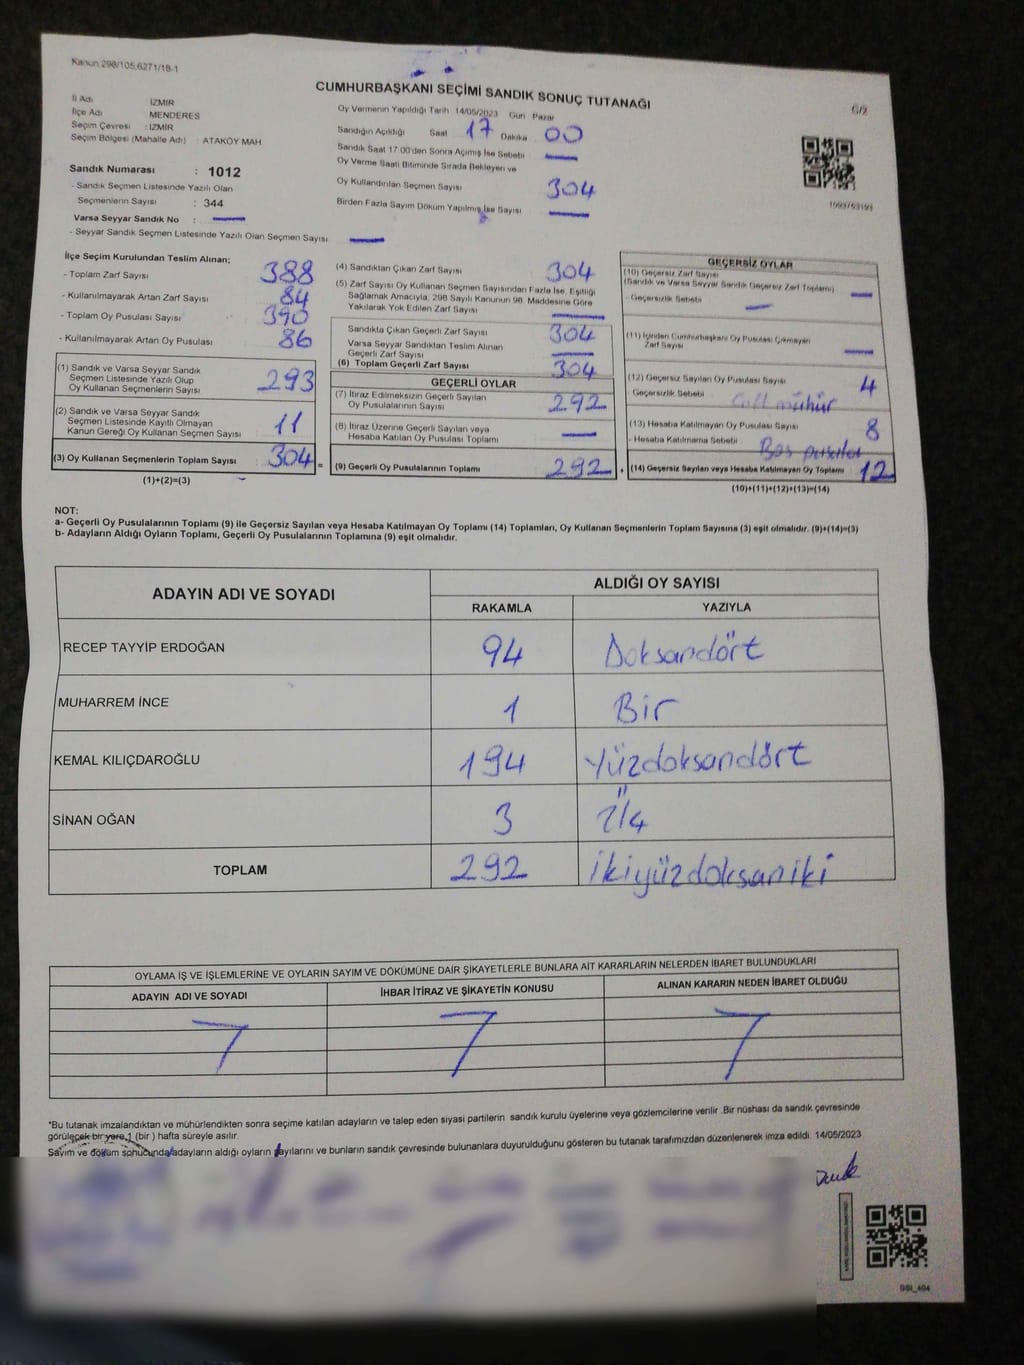 Kanun:298/105,6271/18-1
CUMHURBAŞKANI SEÇİMİ SANDIK SONUÇ TUTANAĞI
İl Adı İZMİR
İlçe Adı MENDERES
Seçim Çevresi : İZMİR
Seçim Bölgesi (Mahalle Adı) : ATAKÖY MAH.
Oy Vermenin Yapıldığı Tarih 14/05/2023 Gün Pazar
Sandığın Açıldığı Saat 17 Dakika 00
Sandık Saat 17.00'den Sonra Açılmış İse Sebebi
Oy Verme Saati Bitiminde Sırada Bekleyen ve
Oy Kullandırılan Seçmen Sayısı 304
Birden Fazla Sayım Döküm Yapılmış İse Sayısı
Sandık Numarası : 1012
- Sandık Seçmen Listesinde Yazılı Olan
Seçmenlerin Sayısı : 344
Varsa Seyyar Sandık No :
- Seyyar Sandık Seçmen Listesinde Yazılı Olan Seçmen Sayısı
İlçe Seçim Kurulundan Teslim Alınan;
- Toplam Zarf Sayısı 388
- Kullanılmayarak Artan Zarf Sayısı 84
- Toplam Oy Pusulası Sayısı 390
- Kullanılmayarak Artan Oy Pusulası 86
(1) Sandık ve Varsa Seyyar Sandık
Seçmen Listesinde Yazılı Olup
Oy Kullanan Seçmenlerin Sayısı 293
(2) Sandık ve Varsa Seyyar Sandık
Seçmen Listesinde Kayıtlı Olmayan
Kanun Gereği Oy Kullanan Seçmen Sayısı 11
(3) Oy Kullanan Seçmenlerin Toplam Sayısı 304 =
(1)+(2)=(3)
(4) Sandıktan Çıkan Zarf Sayısı 304
(5) Zarf Sayısı Oy Kullanan Seçmen Sayısından Fazla İse, Eşitliği
Sağlamak Amacıyla, 298 Sayılı Kanunun 98. Maddesine Göre
Yakılarak Yok Edilen Zarf Sayısı
Sandıkta Çıkan Geçerli Zarf Sayısı 304
Varsa Seyyar Sandıktan Teslim Alınan
Geçerli Zarf Sayısı
(6) Toplam Geçerli Zarf Sayısı 304
GEÇERLİ OYLAR
(7) İtiraz Edilmeksizin Geçerli Sayılan
Oy Pusulalarının Sayısı 292
(8) İtiraz Üzerine Geçerli Sayılan veya
Hesaba Katılan Oy Pusulası Toplamı
(9) Geçerli Oy Pusulalarının Toplamı 292 +
GEÇERSİZ OYLAR
(10) Geçersiz Zarf Sayısı
(Sandık ve Varsa Seyyar Sandık Geçersiz Zarf Toplamı)
- Geçersizlik Sebebi
(11) İçinden Cumhurbaşkanı Oy Pusulası Çıkmayan
Zarf Sayısı
(12) Geçersiz Sayılan Oy Pusulası Sayısı 4
Geçersizlik Sebebi mühür
(13) Hesaba Katılmayan Oy Pusulası Sayısı 8
- Hesaba Katılmama Sebebi Boş
(14) Geçersiz Sayılan veya Hesaba Katılmayan Oy Toplamı 12
(10)+(11)+(12)+(13)=(14)
NOT:
a- Geçerli Oy Pusulalarının Toplamı (9) ile Geçersiz Sayılan veya Hesaba Katılmayan Oy Toplamı (14) Toplamları, Oy Kullanan Seçmenlerin Toplam Sayısına (3) eşit olmalıdır. (9)+(14)=(3)
b- Adayların Aldığı Oyların Toplamı, Geçerli Oy Pusulalarının Toplamına (9) eşit olmalıdır.
ADAYIN ADI VE SOYADI ALDIĞI OY SAYISI
RAKAMLA YAZIYLA
RECEP TAYYİP ERDOĞAN 94 Doksandört
MUHARREM İNCE 1 Bir
KEMAL KILIÇDAROĞLU 194 Yüzdoksandört
SİNAN OĞAN 3 Üç
TOPLAM 292 ikiyüzdoksaniki
OYLAMA İŞ VE İŞLEMLERİNE VE OYLARIN SAYIM VE DÖKÜMÜNE DAİR ŞİKAYETLERLE BUNLARA AİT KARARLARIN NELERDEN İBARET BULUNDUKLARI
ADAYIN ADI VE SOYADI İHBAR İTİRAZ VE ŞİKAYETİN KONUSU ALINAN KARARIN NEDEN İBARET OLDUĞU
*Bu tutanak imzalandıktan ve mühürlendikten sonra seçime katılan adayların ve talep eden siyasi partilerin sandık kurulu üyelerine veya gözlemcilerine verilir .Bir nüshası da sandık çevresinde
görülecek bir yere 1 (bir ) hafta süreyle asılır.
Sayım ve döküm sonucunda adayların aldığı oyların sayılarını ve bunların sandık çevresinde bulunanlara duyurulduğunu gösteren bu tutanak tarafımızdan düzenlenerek imza edildi. 14/05/2023